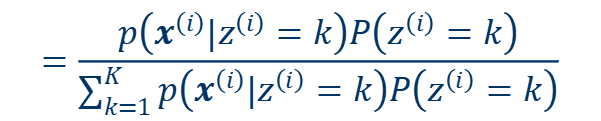 = p(x^(i)|z^(i) = k)P(z^(i) = k) / ∑_{k=1}^{K} p(x^(i)|z^(i) = k)P(z^(i) = k)